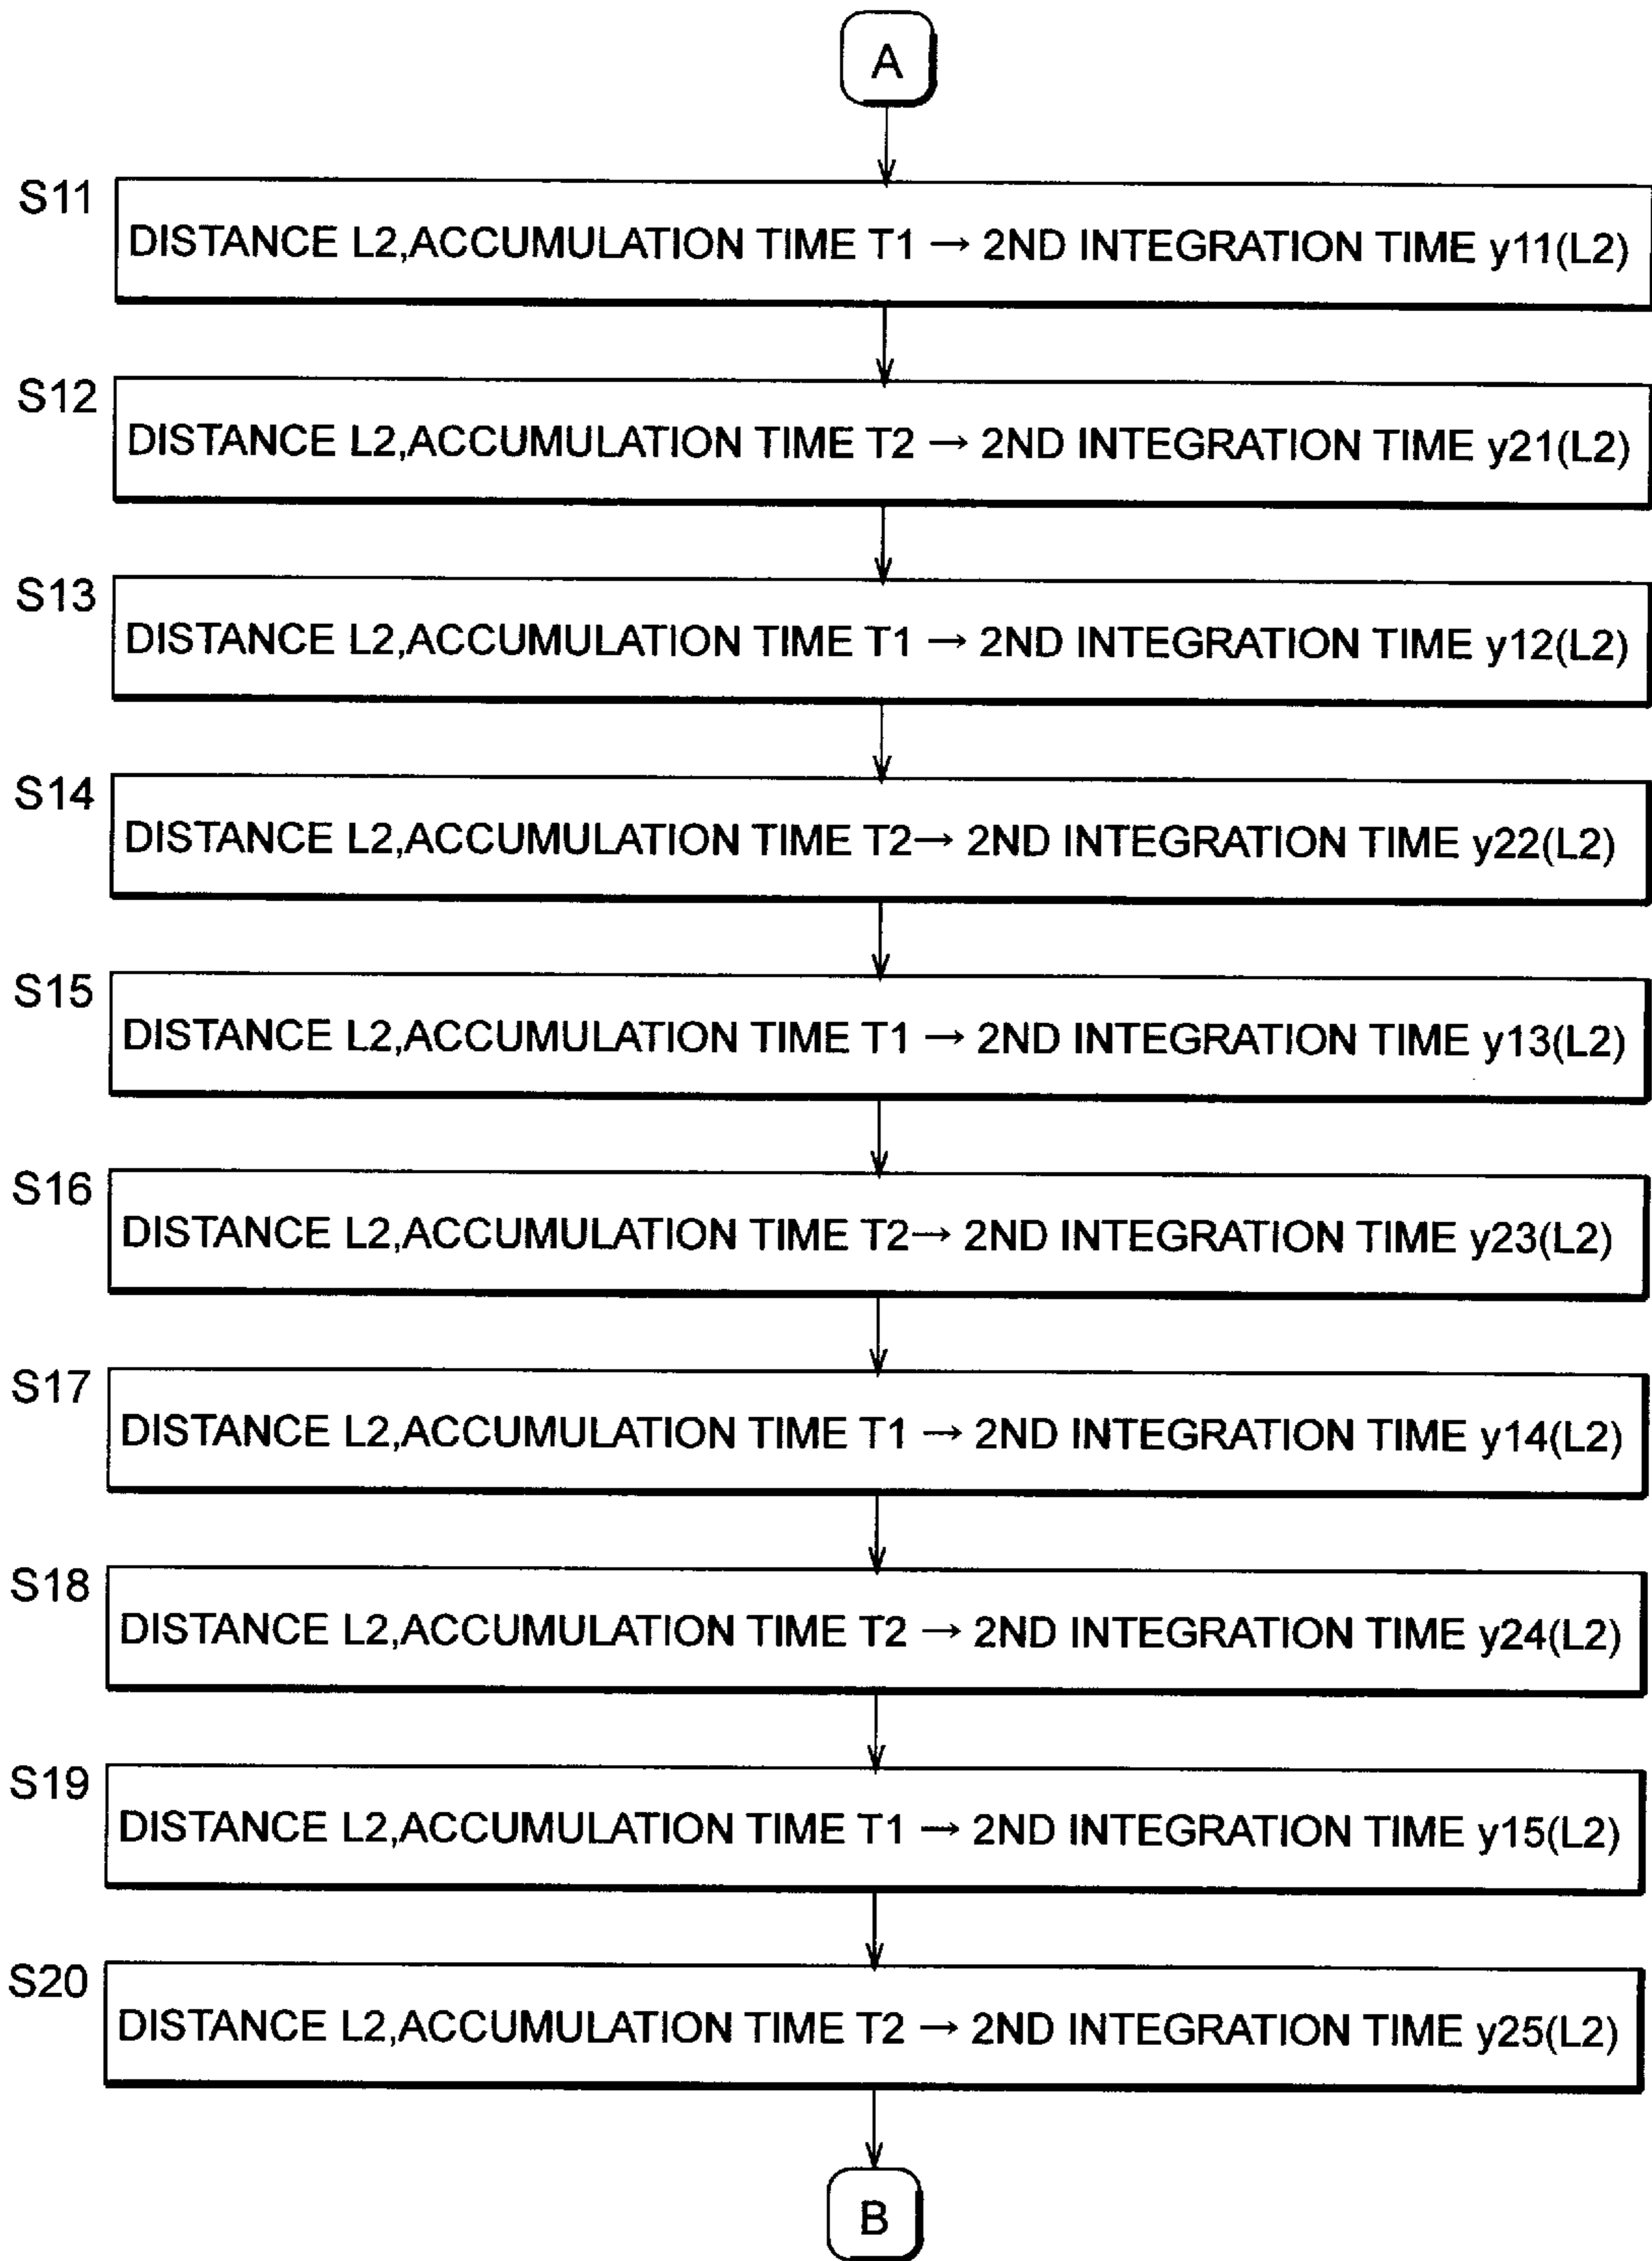 A
S11
DISTANCE L2,ACCUMULATION TIME T1 → 2ND INTEGRATION TIME y11(L2)
S12
DISTANCE L2,ACCUMULATION TIME T2 → 2ND INTEGRATION TIME y21(L2)
S13
DISTANCE L2,ACCUMULATION TIME T1 → 2ND INTEGRATION TIME y12(L2)
S14
DISTANCE L2,ACCUMULATION TIME T2→ 2ND INTEGRATION TIME y22(L2)
S15
DISTANCE L2,ACCUMULATION TIME T1 → 2ND INTEGRATION TIME y13(L2)
S16
DISTANCE L2,ACCUMULATION TIME T2→ 2ND INTEGRATION TIME y23(L2)
S17
DISTANCE L2,ACCUMULATION TIME T1 → 2ND INTEGRATION TIME y14(L2)
S18
DISTANCE L2,ACCUMULATION TIME T2 → 2ND INTEGRATION TIME y24(L2)
S19
DISTANCE L2,ACCUMULATION TIME T1 → 2ND INTEGRATION TIME y15(L2)
S20
DISTANCE L2,ACCUMULATION TIME T2 → 2ND INTEGRATION TIME y25(L2)
B